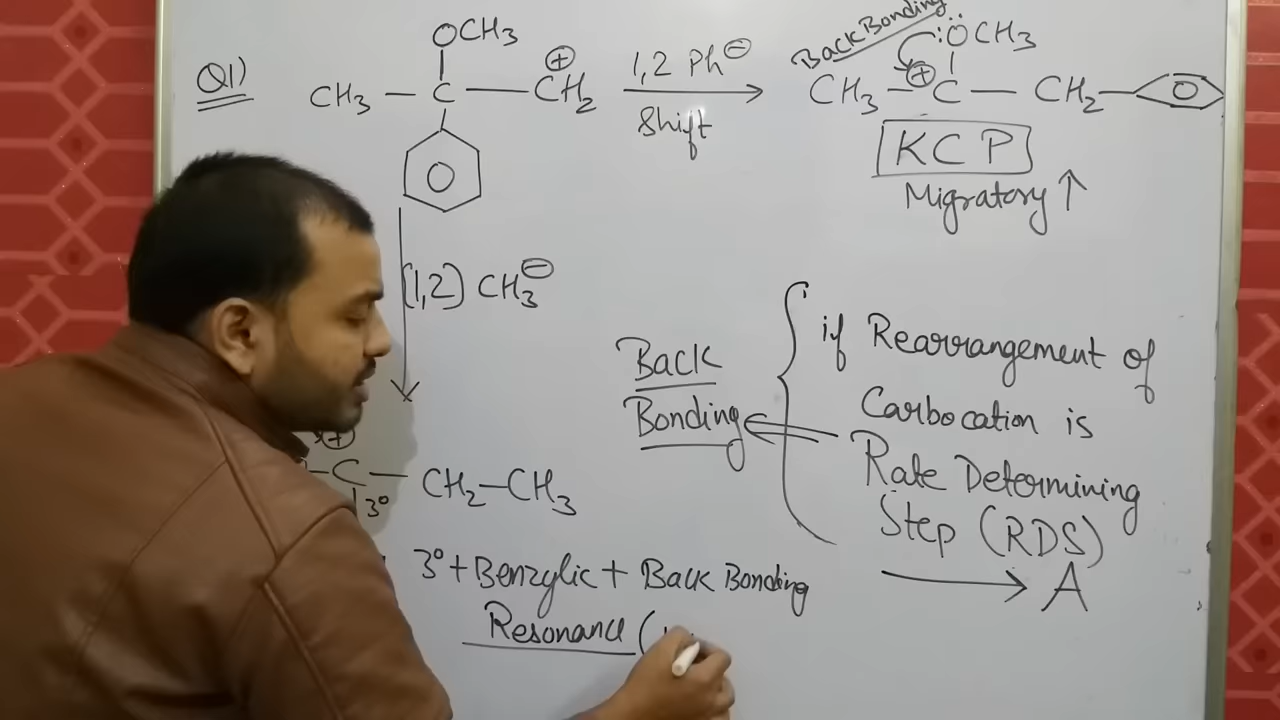 Q1)
OCH3
CH3 — C — CH2
⊕
1,2 Ph⊖
Shift
Back Bonding
:ÖCH3
CH3 — ⊕C — CH2 —
KCP
Migratory ↑
(1,2) CH3⊖
Back
Bonding
if Rearrangement of
Carbocation is
Rate Determining
Step (RDS)
→ A
⊕
— C — CH2 — CH3
3°
3° + Benzylic + Back Bonding
Resonance (